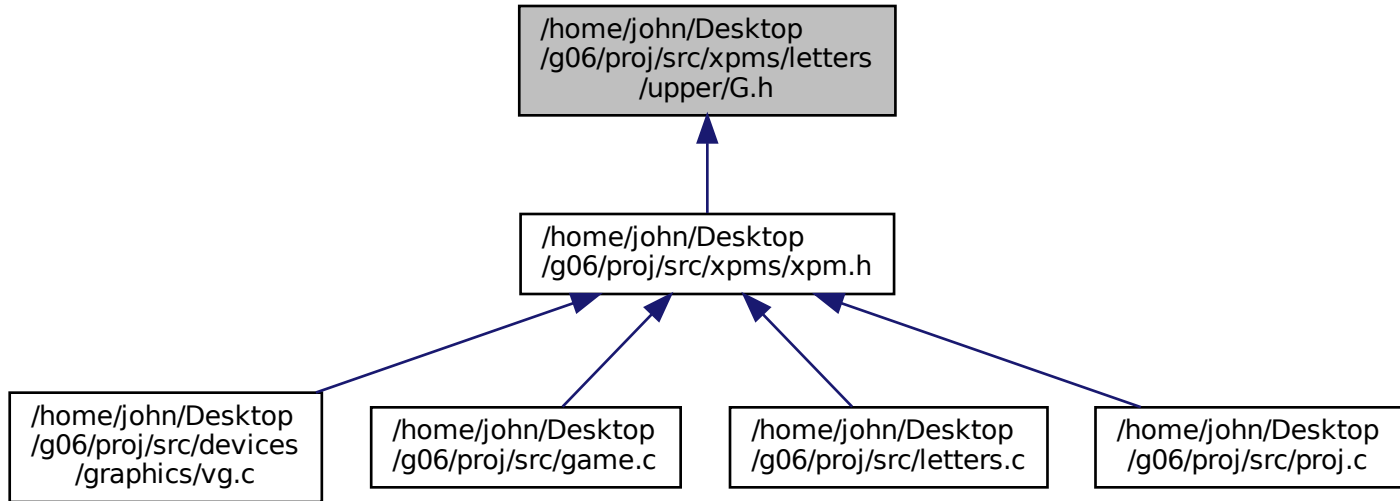 /home/john/Desktop
/g06/proj/src/xpms/letters
/upper/G.h
/home/john/Desktop
/g06/proj/src/xpms/xpm.h
/home/john/Desktop
/g06/proj/src/devices
/graphics/vg.c
/home/john/Desktop
/g06/proj/src/game.c
/home/john/Desktop
/g06/proj/src/letters.c
/home/john/Desktop
/g06/proj/src/proj.c